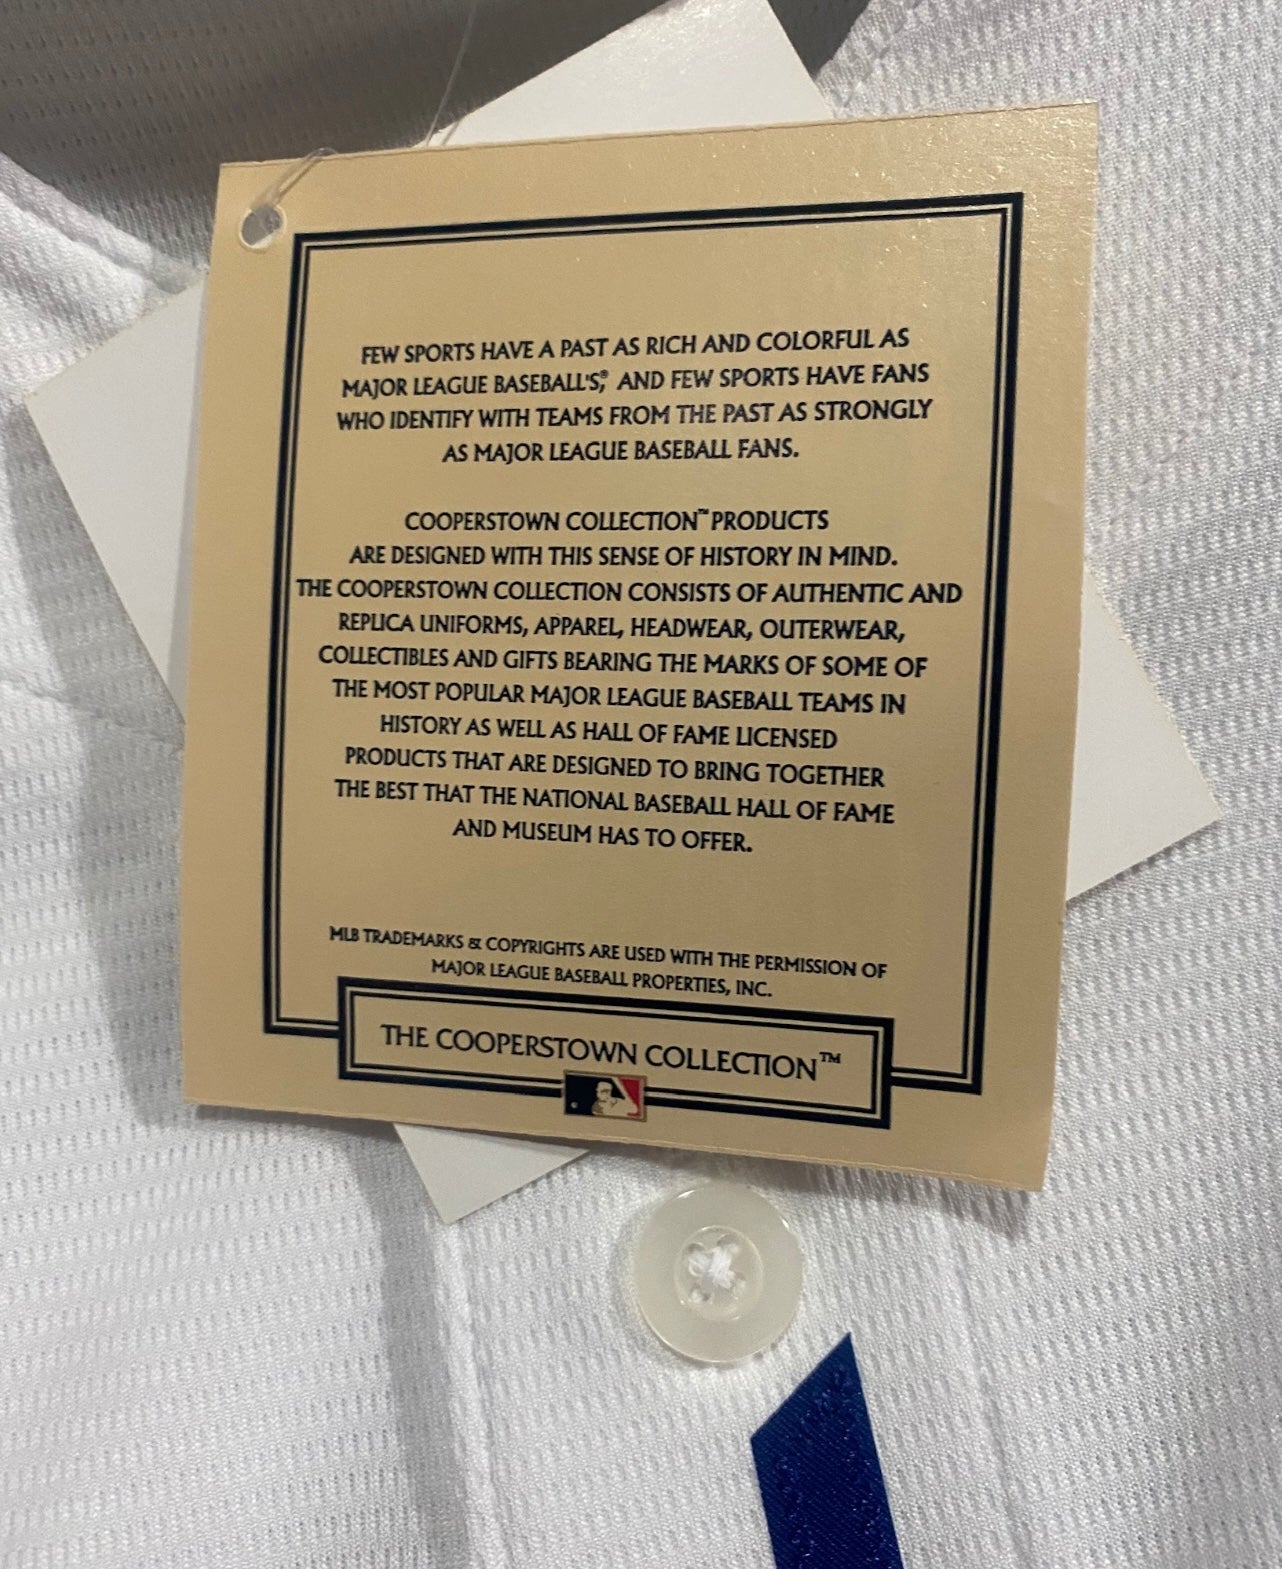 FEW SPORTS HAVE A PAST AS RICH AND COLORFUL AS
MAJOR LEAGUE BASEBALL'S,® AND FEW SPORTS HAVE FANS
WHO IDENTIFY WITH TEAMS FROM THE PAST AS STRONGLY
AS MAJOR LEAGUE BASEBALL FANS.
COOPERSTOWN COLLECTION™ PRODUCTS
ARE DESIGNED WITH THIS SENSE OF HISTORY IN MIND.
THE COOPERSTOWN COLLECTION CONSISTS OF AUTHENTIC AND
REPLICA UNIFORMS, APPAREL, HEADWEAR, OUTERWEAR,
COLLECTIBLES AND GIFTS BEARING THE MARKS OF SOME OF
THE MOST POPULAR MAJOR LEAGUE BASEBALL TEAMS IN
HISTORY AS WELL AS HALL OF FAME LICENSED
PRODUCTS THAT ARE DESIGNED TO BRING TOGETHER
THE BEST THAT THE NATIONAL BASEBALL HALL OF FAME
AND MUSEUM HAS TO OFFER.
MLB TRADEMARKS & COPYRIGHTS ARE USED WITH THE PERMISSION OF
MAJOR LEAGUE BASEBALL PROPERTIES, INC.
THE COOPERSTOWN COLLECTION™